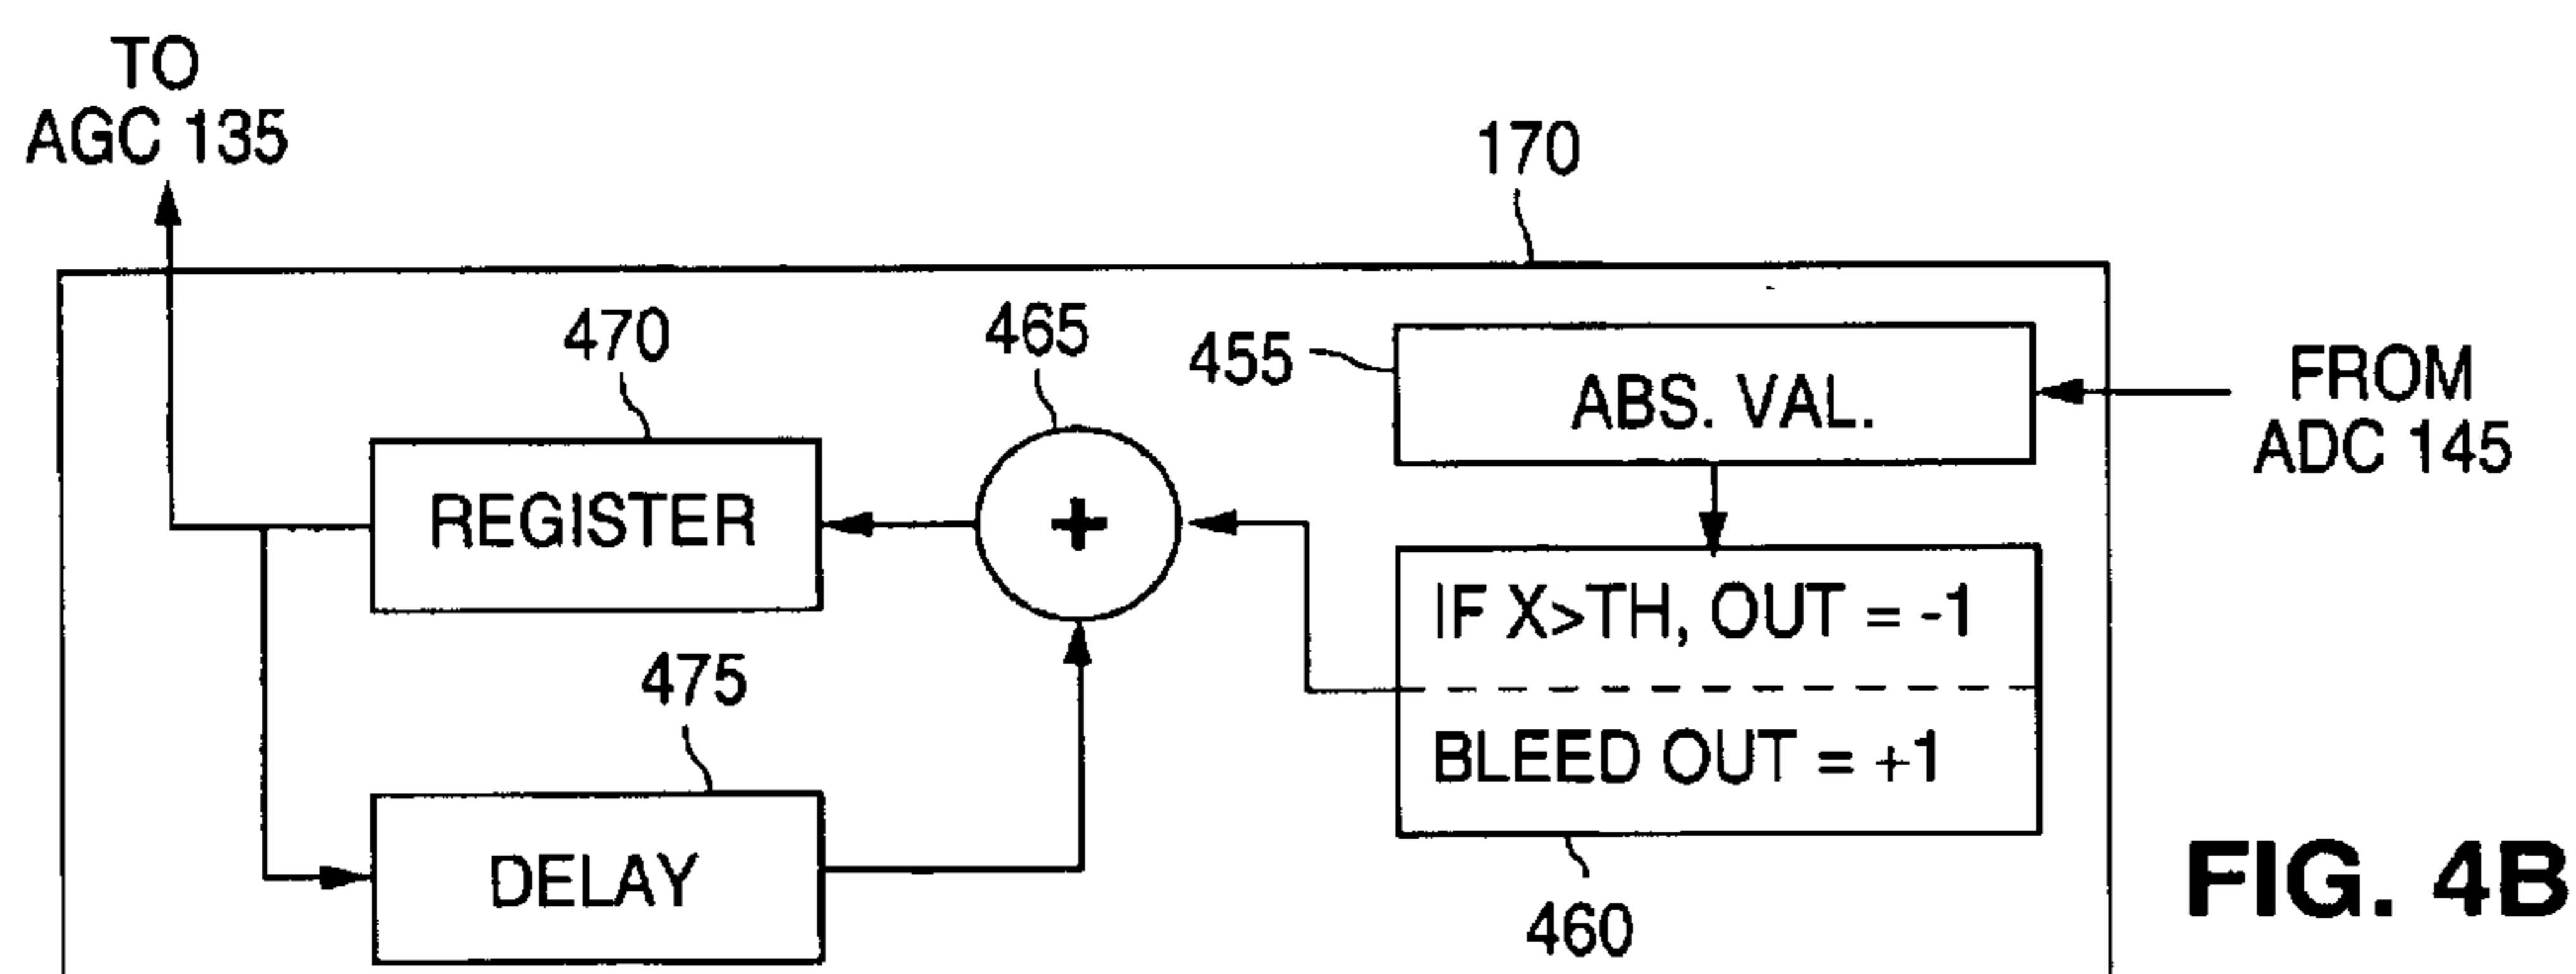 TO
AGC 135
170
470
465
455
ABS. VAL.
FROM
ADC 145
REGISTER
+
IF X>TH, OUT = -1
475
BLEED OUT = +1
DELAY
460
FIG. 4B